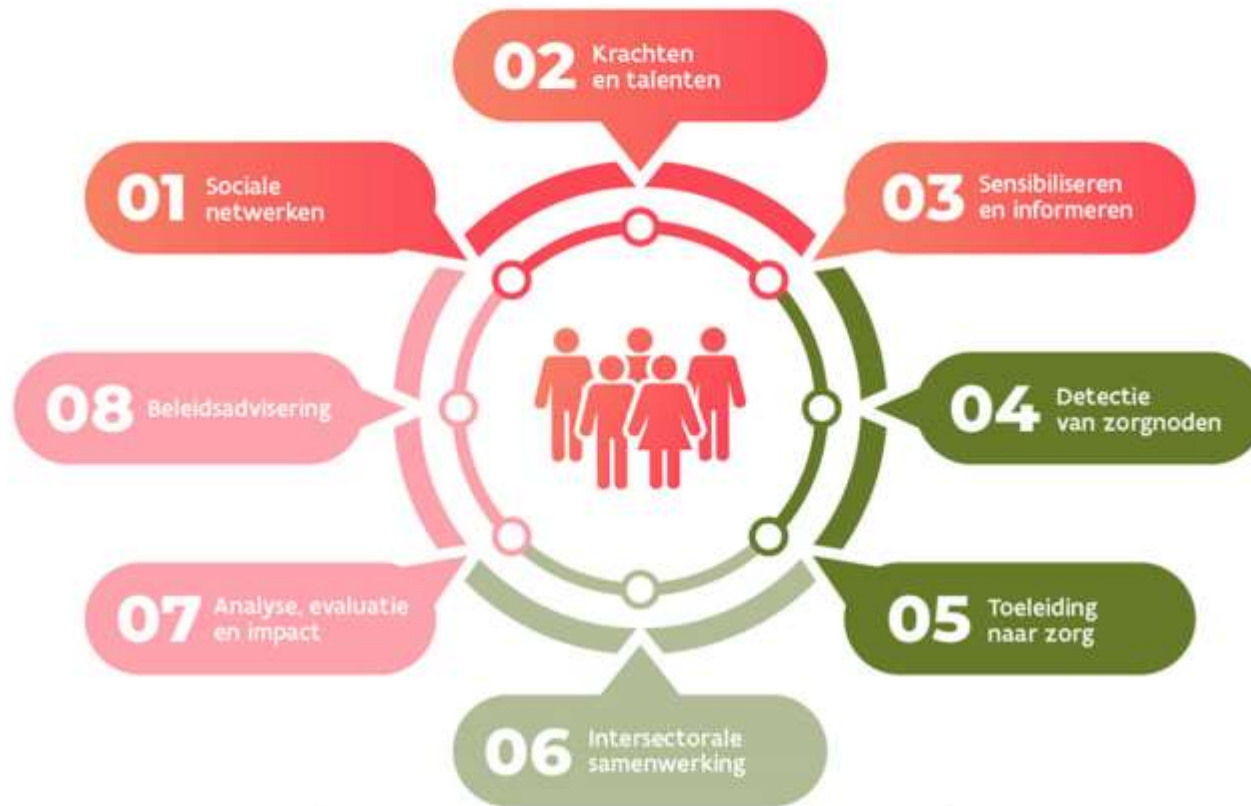 01 Sociale
netwerken
02 Krachten
en talenten
03 Sensibiliseren
en informeren
04 Detectie
van zorgnoden
05 Toeleiding
naar zorg
06 Intersectorale
samenwerking
07 Analyse, evaluatie
en impact
08 Beleidsadvisering